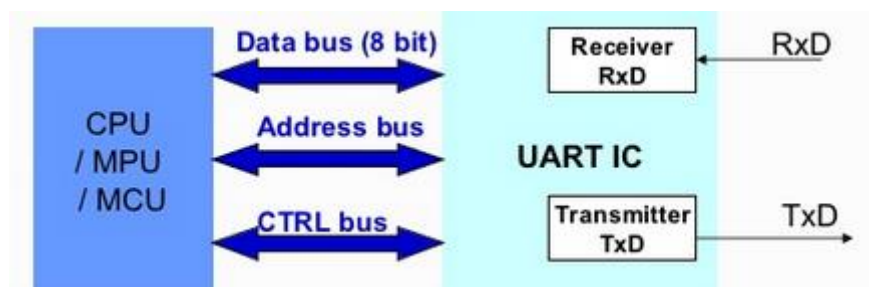 CPU
/ MPU
/ MCU
Data bus (8 bit)
Address bus
CTRL bus
UART IC
Receiver
RxD
RxD
Transmitter
TxD
TxD